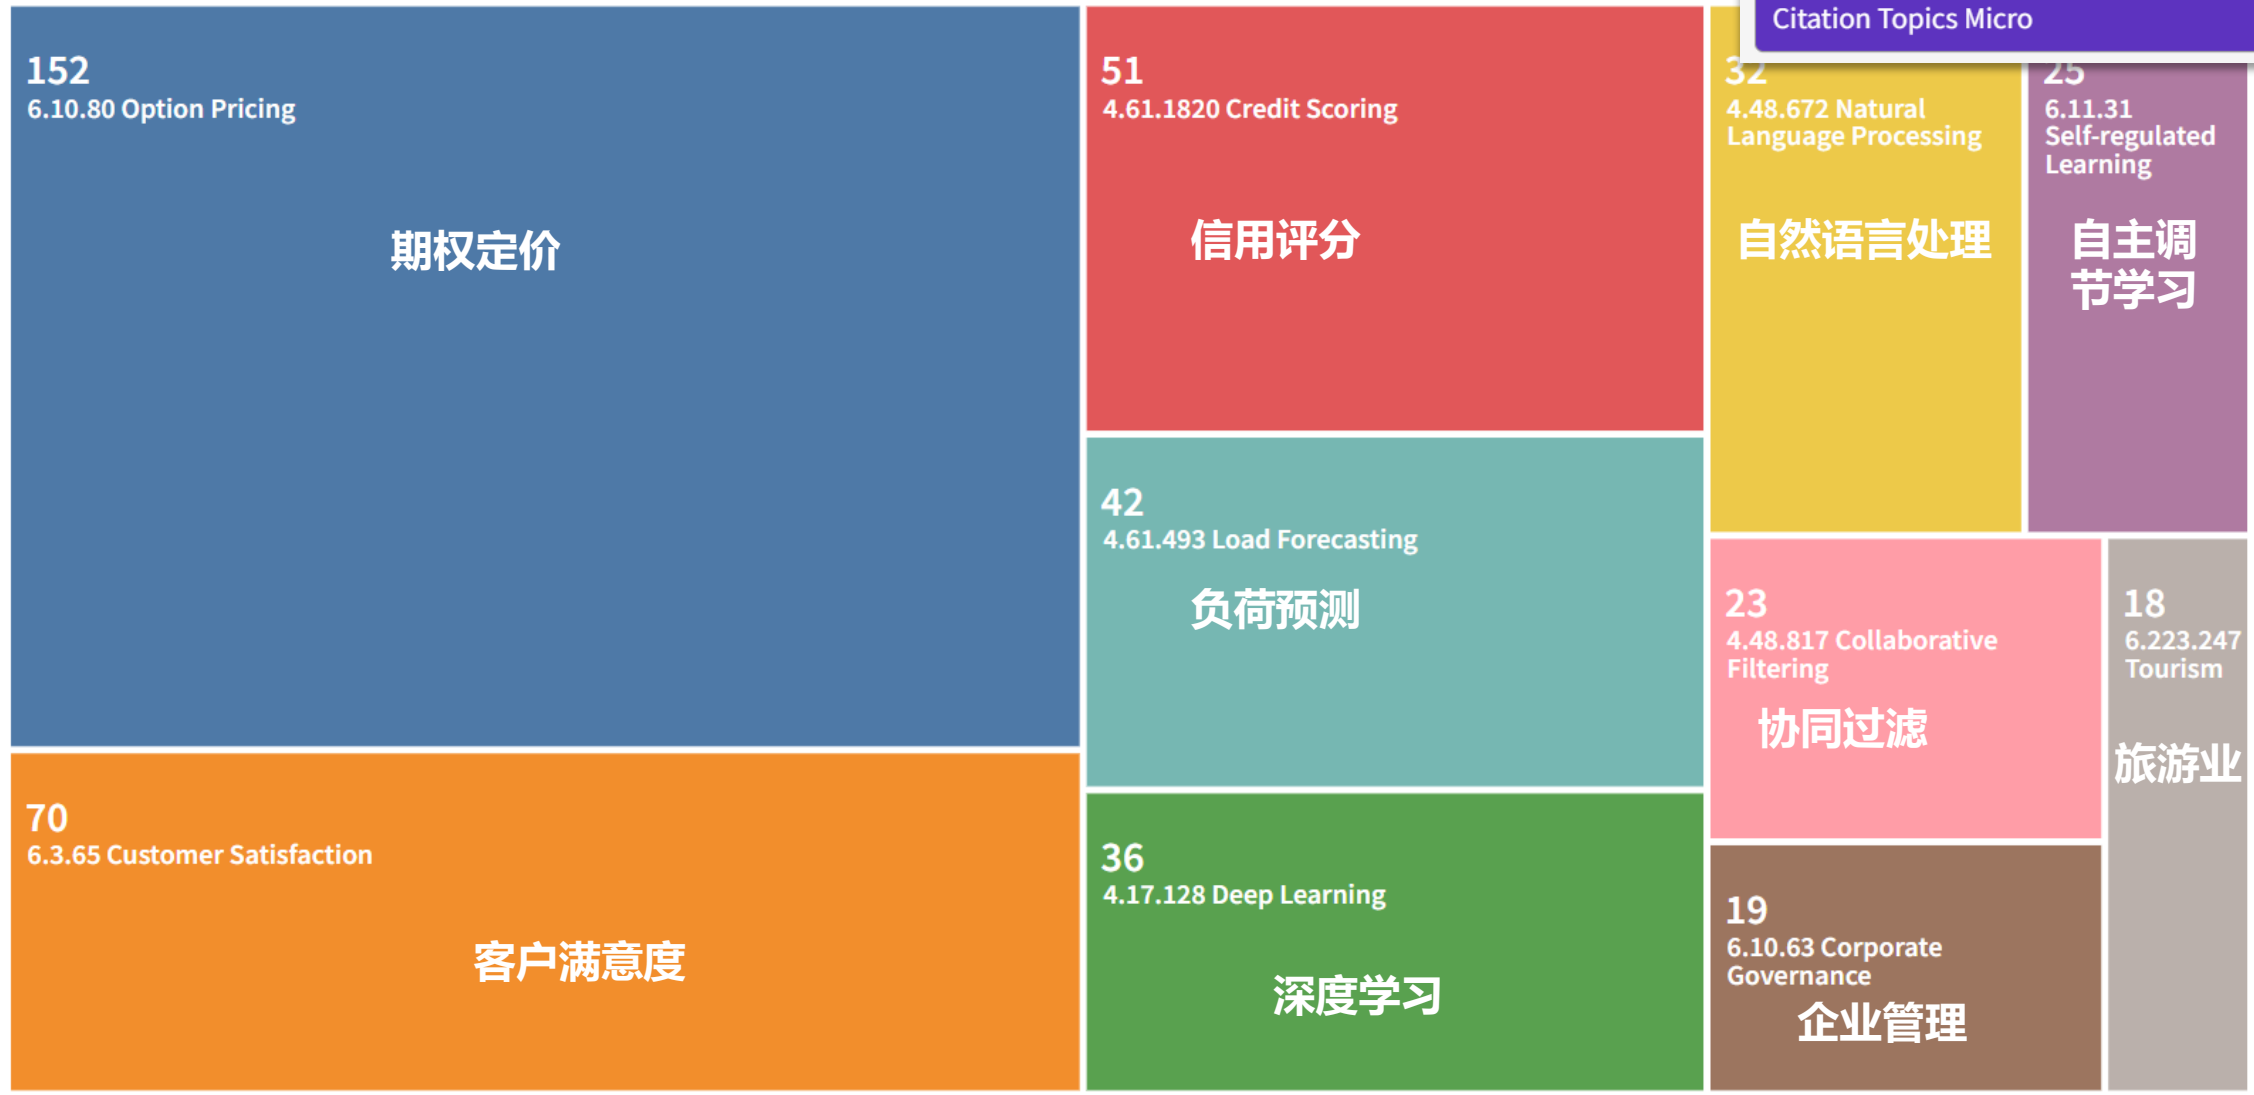 Citation Topics Micro
152
6.10.80 Option Pricing
期权定价
70
6.3.65 Customer Satisfaction
客户满意度
51
4.61.1820 Credit Scoring
信用评分
42
4.61.493 Load Forecasting
负荷预测
36
4.17.128 Deep Learning
深度学习
32
4.48.672 Natural
Language Processing
自然语言处理
25
6.11.31
Self-regulated
Learning
自主调
节学习
23
4.48.817 Collaborative
Filtering
协同过滤
19
6.10.63 Corporate
Governance
企业管理
18
6.223.247
Tourism
旅游业